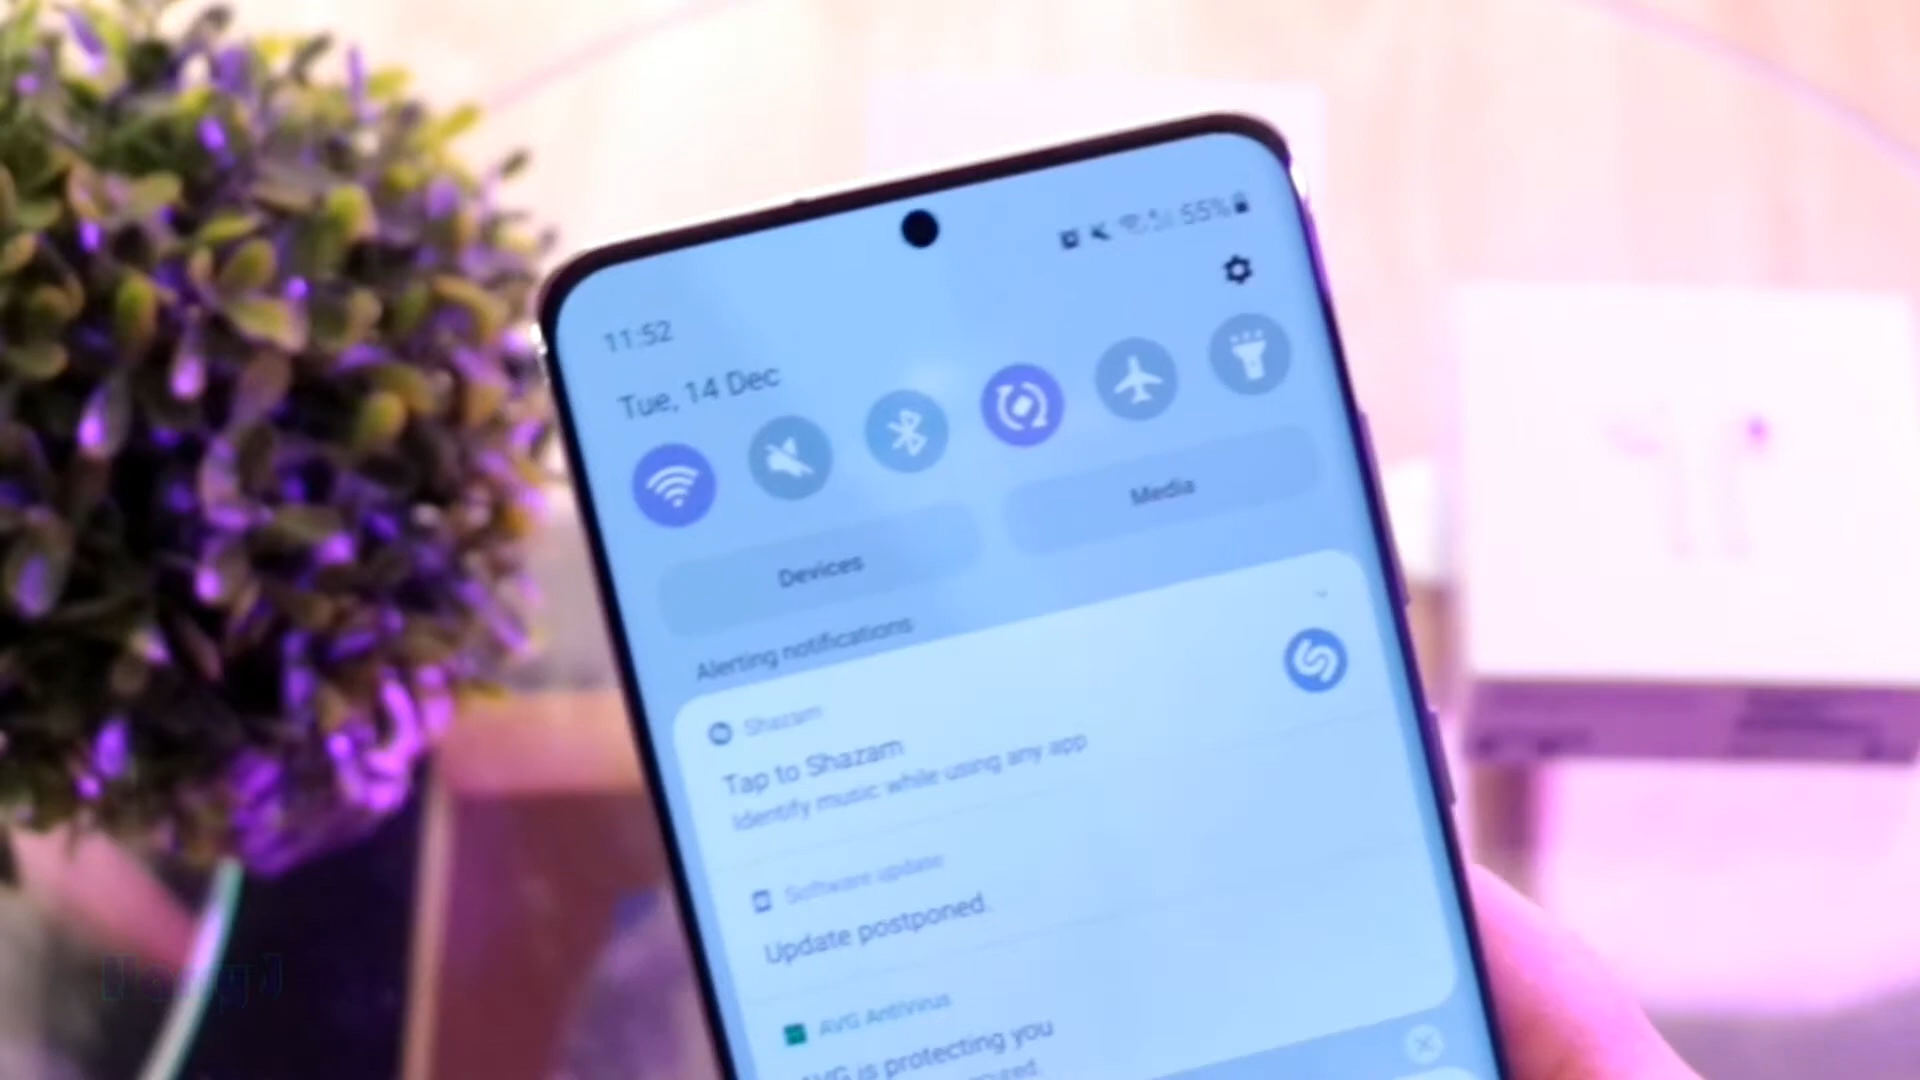 55%
11:52
Tue, 14 Dec
Devices
Media
Alerting notifications
Shazam
Tap to Shazam
Identify music while using any app
Software update
Update postponed.
AVG AntiVirus
AVG is protecting you